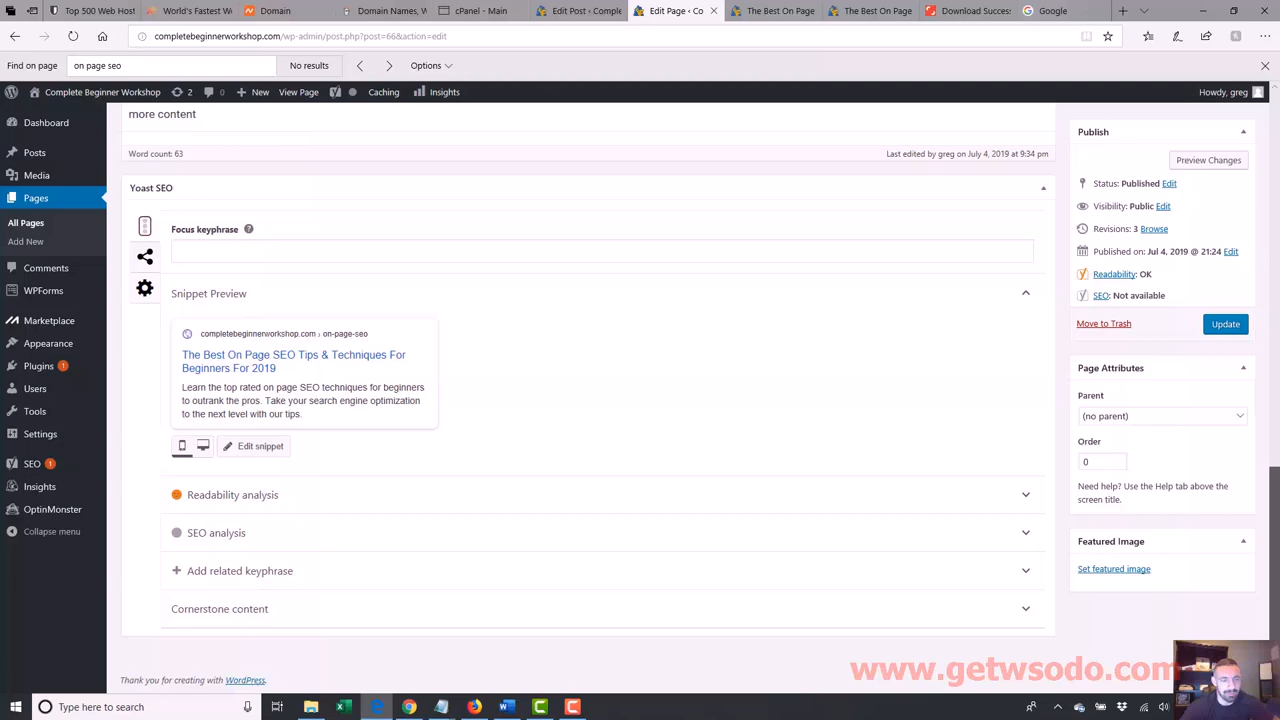 Top 500 Web Host
World's Fastest W
Domain
Domain Names, W
cPanel - Main
Edit Post ‹ Comple
Edit Page ‹ Co
The Best On Page
The Best On Page
Download Succes
Google
completebeginnerworkshop.com/wp-admin/post.php?post=66&action=edit
Find on page
on page seo
No results
Options
Complete Beginner Workshop
2
0
New
View Page
Caching
Insights
Howdy, greg
Dashboard
Posts
Media
Pages
All Pages
Add New
Comments
WPForms
Marketplace
Appearance
Plugins 1
Users
Tools
Settings
SEO 1
Insights
OptinMonster
Collapse menu
more content
Word count: 63
Last edited by greg on July 4, 2019 at 9:34 pm
Yoast SEO
Focus keyphrase
Snippet Preview
completebeginnerworkshop.com › on-page-seo
The Best On Page SEO Tips & Techniques For
Beginners For 2019
Learn the top rated on page SEO techniques for beginners
to outrank the pros. Take your search engine optimization
to the next level with our tips.
Edit snippet
Readability analysis
SEO analysis
Add related keyphrase
Cornerstone content
Thank you for creating with WordPress.
Publish
Preview Changes
Status: Published Edit
Visibility: Public Edit
Revisions: 3 Browse
Published on: Jul 4, 2019 @ 21:24 Edit
Readability: OK
SEO: Not available
Move to Trash
Update
Page Attributes
Parent
(no parent)
Order
0
Need help? Use the Help tab above the
screen title.
Featured Image
Set featured image
www.getwsodo.com
Type here to search